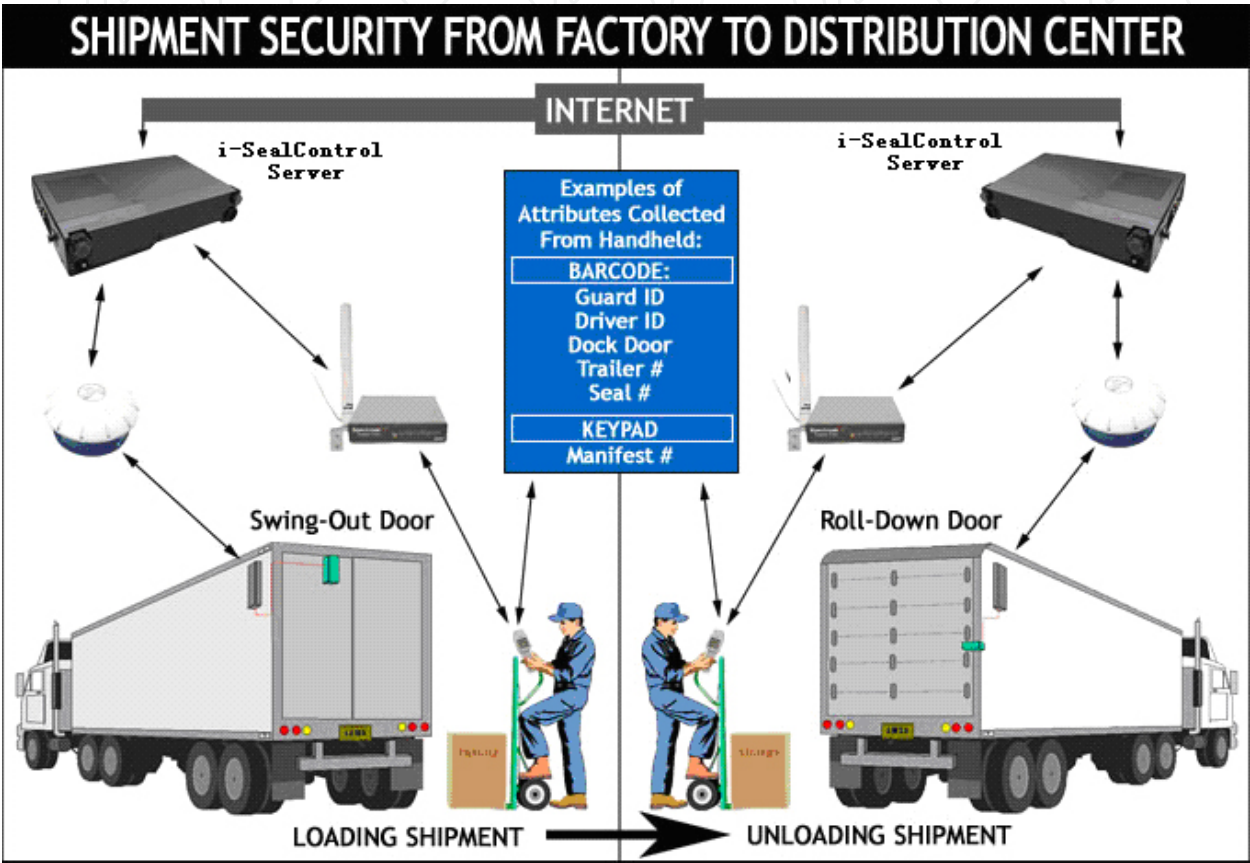 SHIPMENT SECURITY FROM FACTORY TO DISTRIBUTION CENTER
INTERNET
i-SealControl
Server
i-SealControl
Server
Examples of
Attributes Collected
From Handheld:
BARCODE:
Guard ID
Driver ID
Dock Door
Trailer #
Seal #
KEYPAD
Manifest #
Swing-Out Door
Roll-Down Door
LOADING SHIPMENT
UNLOADING SHIPMENT